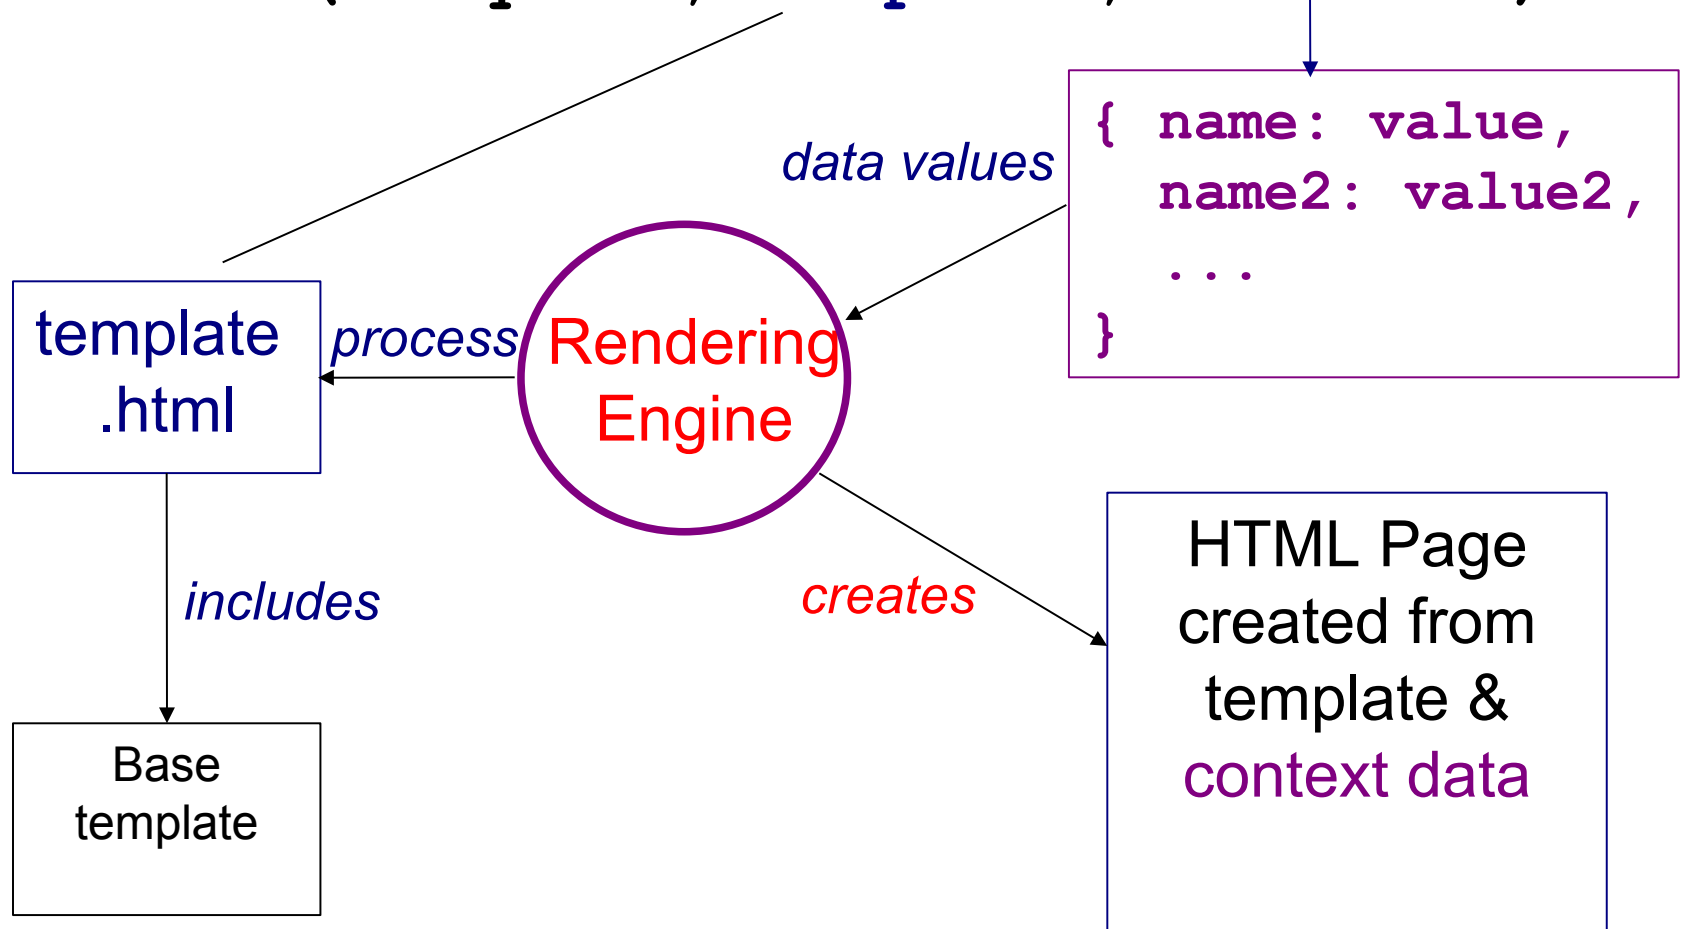 { name: value,
name2: value2,
...
}
data values
template
.html
process
Rendering
Engine
includes
creates
HTML Page
created from
template &
context data
Base
template